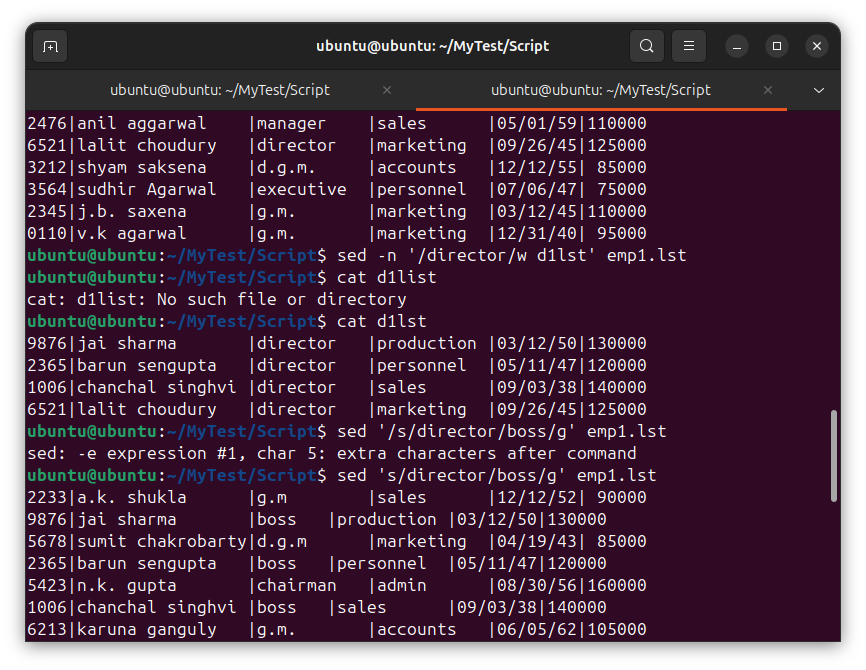 ubuntu@ubuntu: ~/MyTest/Script
ubuntu@ubuntu: ~/MyTest/Script
ubuntu@ubuntu: ~/MyTest/Script
2476|anil aggarwal    |manager    |sales      |05/01/59|110000
6521|lalit choudury   |director   |marketing  |09/26/45|125000
3212|shyam saksena    |d.g.m.     |accounts   |12/12/55| 85000
3564|sudhir Agarwal   |executive  |personnel  |07/06/47| 75000
2345|j.b. saxena      |g.m.       |marketing  |03/12/45|110000
0110|v.k agarwal      |g.m.       |marketing  |12/31/40| 95000
ubuntu@ubuntu:~/MyTest/Script$ sed -n '/director/w d1lst' emp1.lst
ubuntu@ubuntu:~/MyTest/Script$ cat d1list
cat: d1list: No such file or directory
ubuntu@ubuntu:~/MyTest/Script$ cat d1lst
9876|jai sharma       |director   |production |03/12/50|130000
2365|barun sengupta   |director   |personnel  |05/11/47|120000
1006|chanchal singhvi |director   |sales      |09/03/38|140000
6521|lalit choudury   |director   |marketing  |09/26/45|125000
ubuntu@ubuntu:~/MyTest/Script$ sed '/s/director/boss/g' emp1.lst
sed: -e expression #1, char 5: extra characters after command
ubuntu@ubuntu:~/MyTest/Script$ sed 's/director/boss/g' emp1.lst
2233|a.k. shukla      |g.m        |sales      |12/12/52| 90000
9876|jai sharma       |boss   |production |03/12/50|130000
5678|sumit chakrobarty|d.g.m      |marketing  |04/19/43| 85000
2365|barun sengupta   |boss   |personnel  |05/11/47|120000
5423|n.k. gupta       |chairman   |admin      |08/30/56|160000
1006|chanchal singhvi |boss   |sales      |09/03/38|140000
6213|karuna ganguly   |g.m.       |accounts   |06/05/62|105000